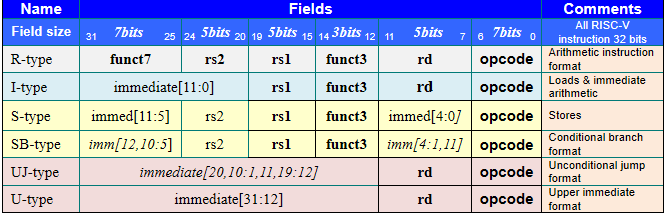 Name Fields Comments
Field size 31 7bits 25 24 5bits 20 19 5bits 15 14 3bits 12 11 5bits 7 6 7bits 0 All RISC-V
instruction 32 bits
R-type funct7 rs2 rs1 funct3 rd opcode Arithmetic instruction
format
I-type immediate[11:0] rs1 funct3 rd opcode Loads & immediate
arithmetic
S-type immed[11:5] rs2 rs1 funct3 immed[4:0] opcode Stores
SB-type imm[12,10:5] rs2 rs1 funct3 imm[4:1,11] opcode Conditional branch
format
UJ-type immediate[20,10:1,11,19:12] rd opcode Unconditional jump
format
U-type immediate[31:12] rd opcode Upper immediate
format